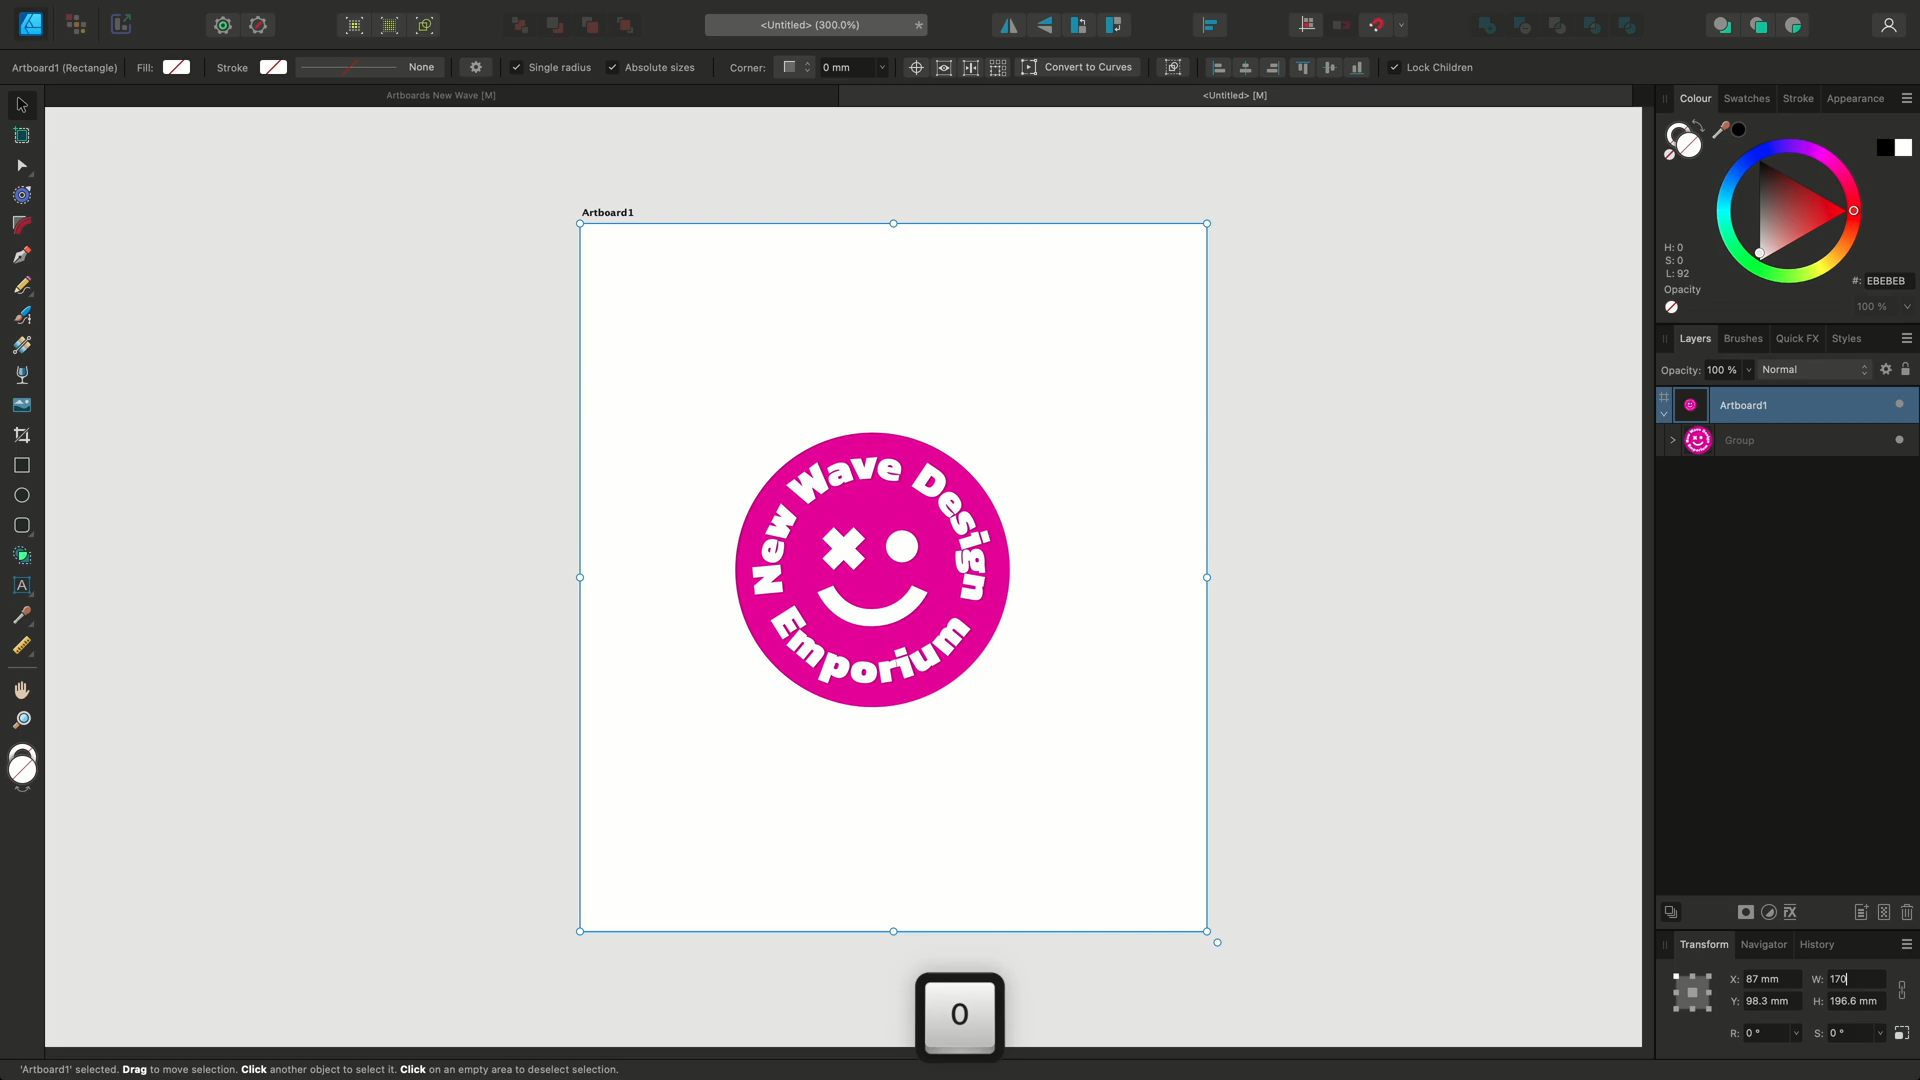 <Untitled> (300.0%)
*
Artboard1 (Rectangle)
Fill:
Stroke
None
Single radius
Absolute sizes
Corner:
0 mm
Convert to Curves
Lock Children
Artboards New Wave [M]
<Untitled> [M]
Colour
Swatches
Stroke
Appearance
H: 0
S: 0
L: 92
#: EBEBEB
Opacity
100 %
Layers
Brushes
Quick FX
Styles
Opacity: 100 %
Normal
Artboard1
Group
Artboard1
New Wave Design
Emporium
Transform
Navigator
History
X: 87 mm
W: 170
Y: 98.3 mm
H: 196.6 mm
R: 0 °
S: 0 °
0
'Artboard1' selected. Drag to move selection. Click another object to select it. Click on an empty area to deselect selection.